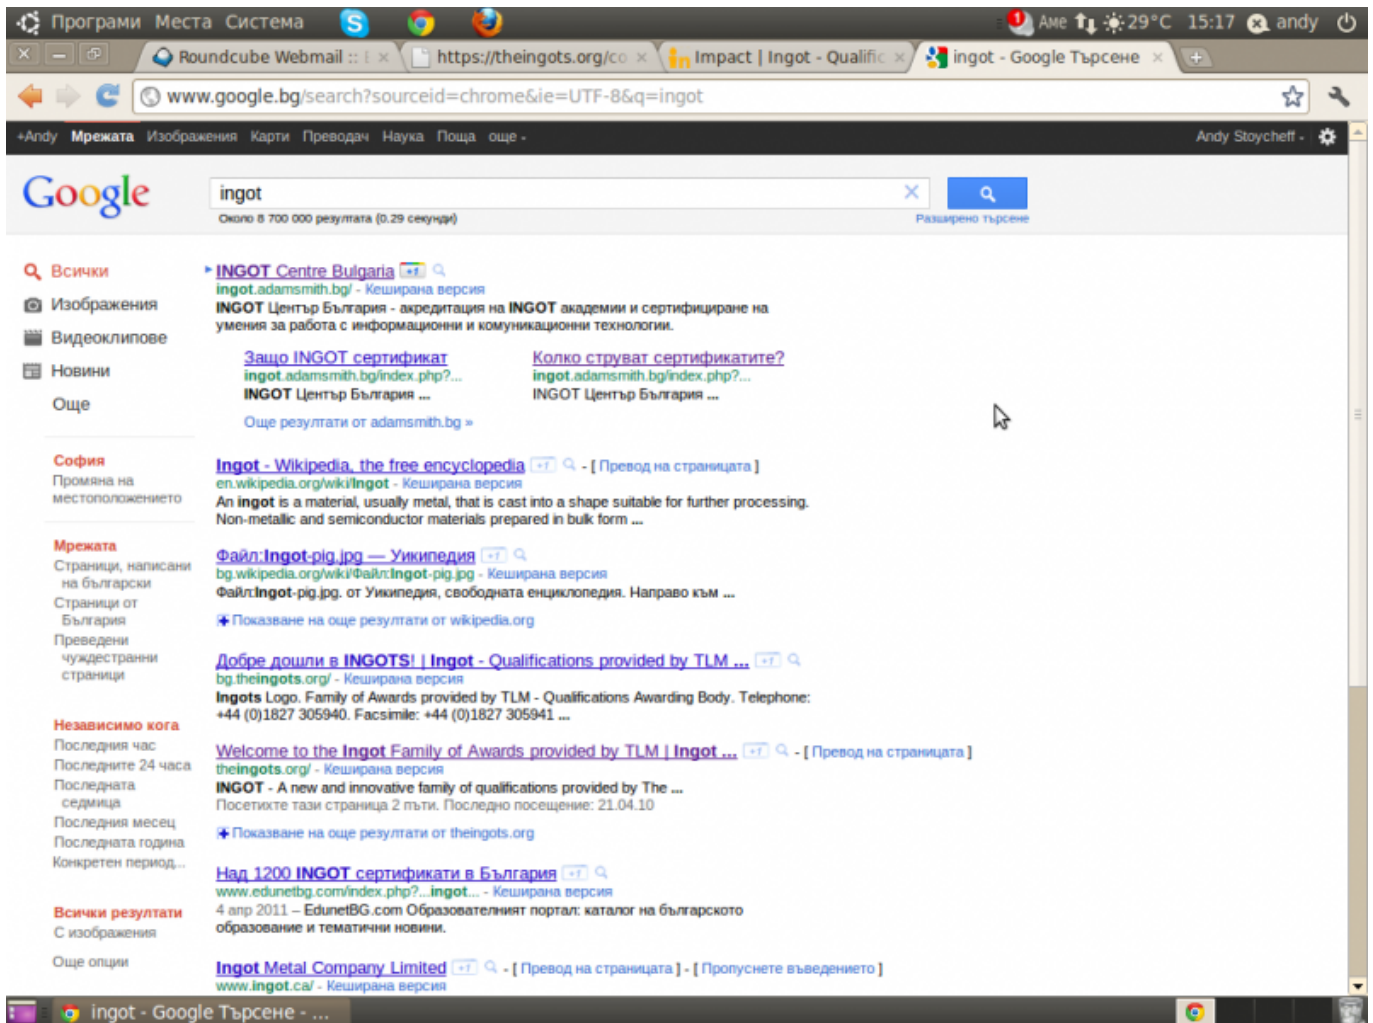 Програми Места Система 1 Аме 29°C 15:17 andy
Roundcube Webmail :: https://theingots.org/co Impact | Ingot - Qualific ingot - Google Търсене
www.google.bg/search?sourceid=chrome&ie=UTF-8&q=ingot
+Andy Мрежата Изображения Карти Преводач Наука Поща още Andy Stoycheff
Google ingot
Около 8 700 000 резултата (0.29 секунди) Разширено търсене
Всички
Изображения
Видеоклипове
Новини
Още
София
Промяна на
местоположението
Мрежата
Страници, написани
на български
Страници от
България
Преведени
чуждестранни
страници
Независимо кога
Последния час
Последните 24 часа
Последната
седмица
Последния месец
Последната година
Конкретен период...
Всички резултати
С изображения
Още опции
INGOT Centre Bulgaria +1
ingot.adamsmith.bg/ - Кеширана версия
INGOT Център България - акредитация на INGOT академии и сертифициране на
умения за работа с информационни и комуникационни технологии.
Защо INGOT сертификат
ingot.adamsmith.bg/index.php?...
INGOT Център България ...
Колко струват сертификатите?
ingot.adamsmith.bg/index.php?...
INGOT Център България ...
Още резултати от adamsmith.bg »
Ingot - Wikipedia, the free encyclopedia +1 - [ Превод на страницата ]
en.wikipedia.org/wiki/Ingot - Кеширана версия
An ingot is a material, usually metal, that is cast into a shape suitable for further processing.
Non-metallic and semiconductor materials prepared in bulk form ...
Файл:Ingot-pig.jpg — Уикипедия +1
bg.wikipedia.org/wiki/Файл:Ingot-pig.jpg - Кеширана версия
Файл:Ingot-pig.jpg. от Уикипедия, свободната енциклопедия. Направо към ...
Показване на още резултати от wikipedia.org
Добре дошли в INGOTS! | Ingot - Qualifications provided by TLM ... +1
bg.theingots.org/ - Кеширана версия
Ingots Logo. Family of Awards provided by TLM - Qualifications Awarding Body. Telephone:
+44 (0)1827 305940. Facsimile: +44 (0)1827 305941 ...
Welcome to the Ingot Family of Awards provided by TLM | Ingot ... +1 - [ Превод на страницата ]
theingots.org/ - Кеширана версия
INGOT - A new and innovative family of qualifications provided by The ...
Посетихте тази страница 2 пъти. Последно посещение: 21.04.10
Показване на още резултати от theingots.org
Над 1200 INGOT сертификати в България +1
www.edunetbg.com/index.php?...ingot... - Кеширана версия
4 апр 2011 – EdunetBG.com Образователният портал: каталог на българското
образование и тематични новини.
Ingot Metal Company Limited +1 - [ Превод на страницата ] - [ Пропуснете въведението ]
www.ingot.ca/ - Кеширана версия
ingot - Google Търсене - ...